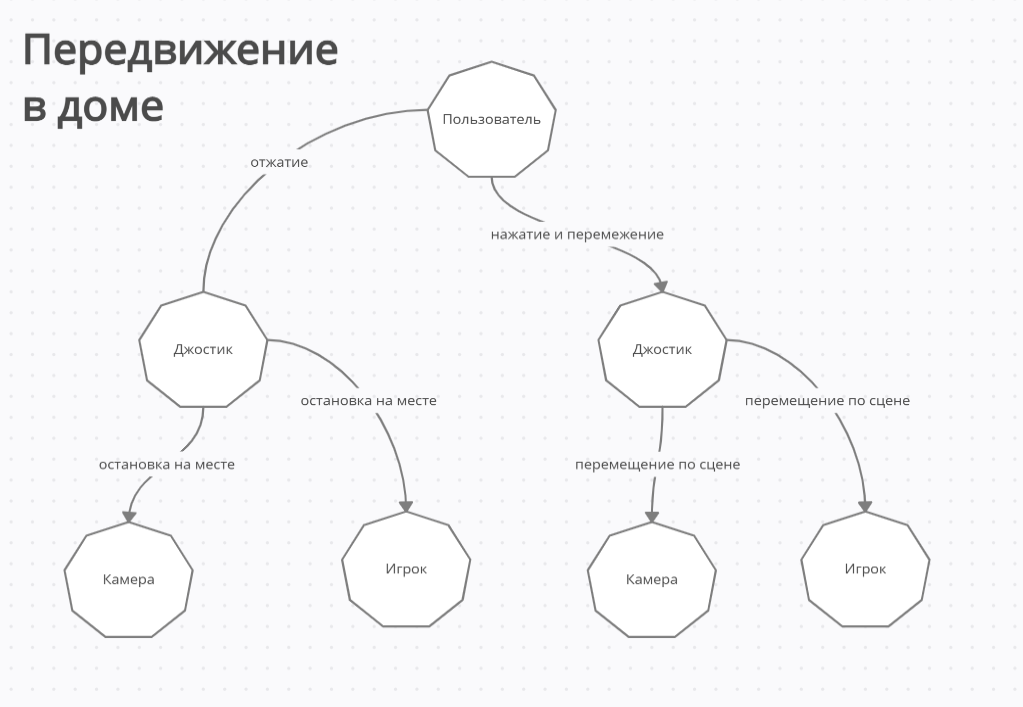 Передвижение
в доме
Пользователь
отжатие
нажатие и перемежение
Джостик
Джостик
остановка на месте
перемещение по сцене
остановка на месте
перемещение по сцене
Камера
Игрок
Камера
Игрок